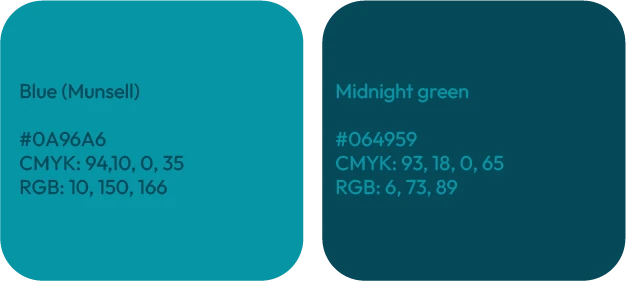 Blue (Munsell)
#0A96A6
CMYK: 94,10, 0, 35
RGB: 10, 150, 166
Midnight green
#064959
CMYK: 93, 18, 0, 65
RGB: 6, 73, 89